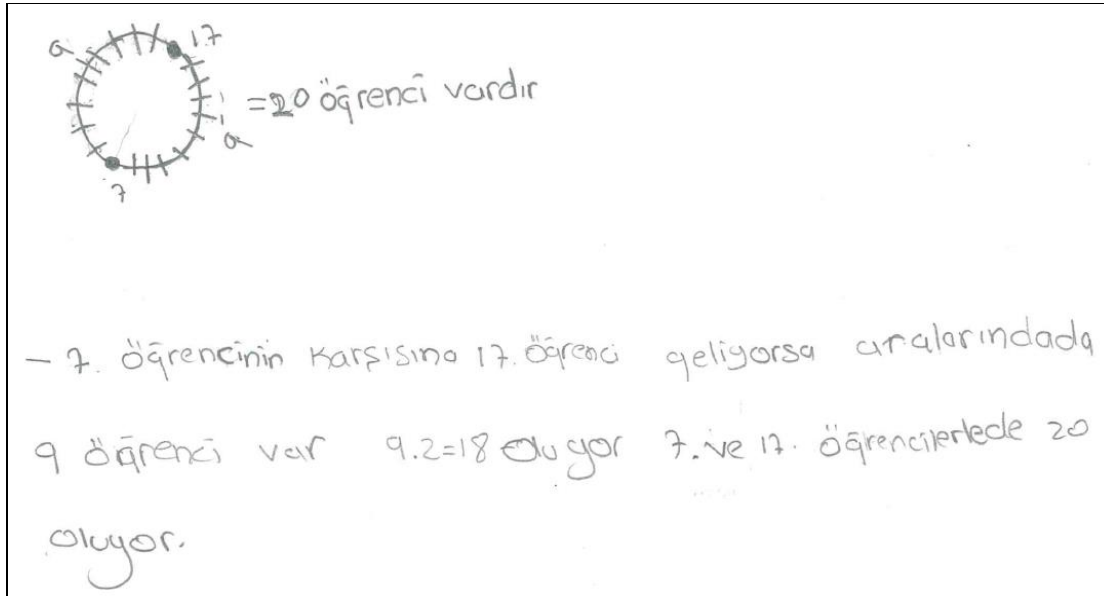 9 17
= 20 öğrenci vardır
9
7
- 7. öğrencinin karşısına 17. öğrenci geliyorsa aralarındada
9 öğrenci var 9.2=18 oluyor 7. ve 17. öğrencilerlede 20
oluyor.